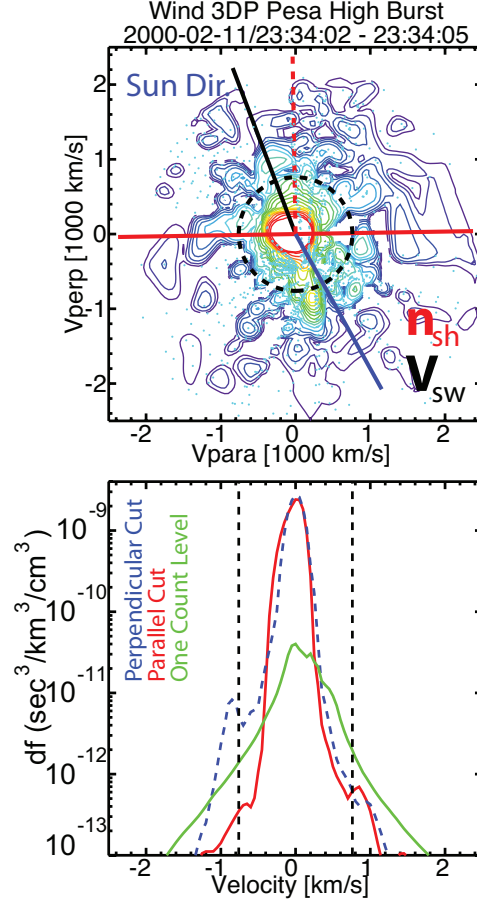 Wind 3DP Pesa High Burst
2000-02-11/23:34:02 - 23:34:05
Sun Dir.
n_sh
V_sw
Vperp [1000 km/s]
2
1
0
-1
-2
-2 -1 0 1 2
Vpara [1000 km/s]
Perpendicular Cut
Parallel Cut
One Count Level
df (sec^3/km^3/cm^3)
10^-9
10^-10
10^-11
10^-12
10^-13
-2 -1 0 1 2
Velocity [km/s]